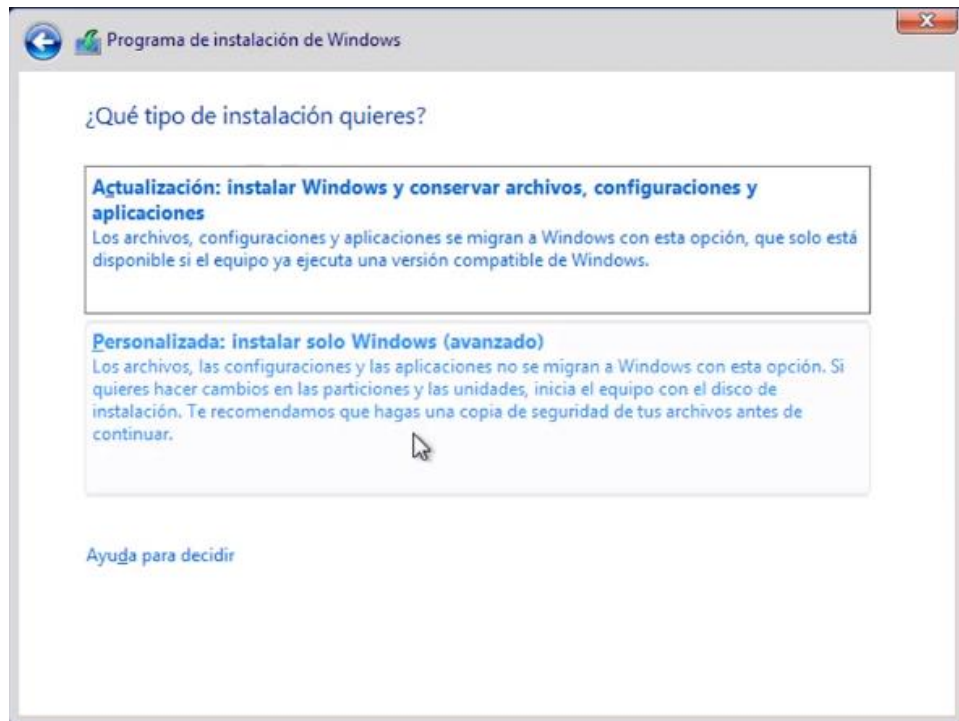 Programa de instalación de Windows
¿Qué tipo de instalación quieres?
Actualización: instalar Windows y conservar archivos, configuraciones y
aplicaciones
Los archivos, configuraciones y aplicaciones se migran a Windows con esta opción, que solo está
disponible si el equipo ya ejecuta una versión compatible de Windows.
Personalizada: instalar solo Windows (avanzado)
Los archivos, las configuraciones y las aplicaciones no se migran a Windows con esta opción. Si
quieres hacer cambios en las particiones y las unidades, inicia el equipo con el disco de
instalación. Te recomendamos que hagas una copia de seguridad de tus archivos antes de
continuar.
Ayuda para decidir